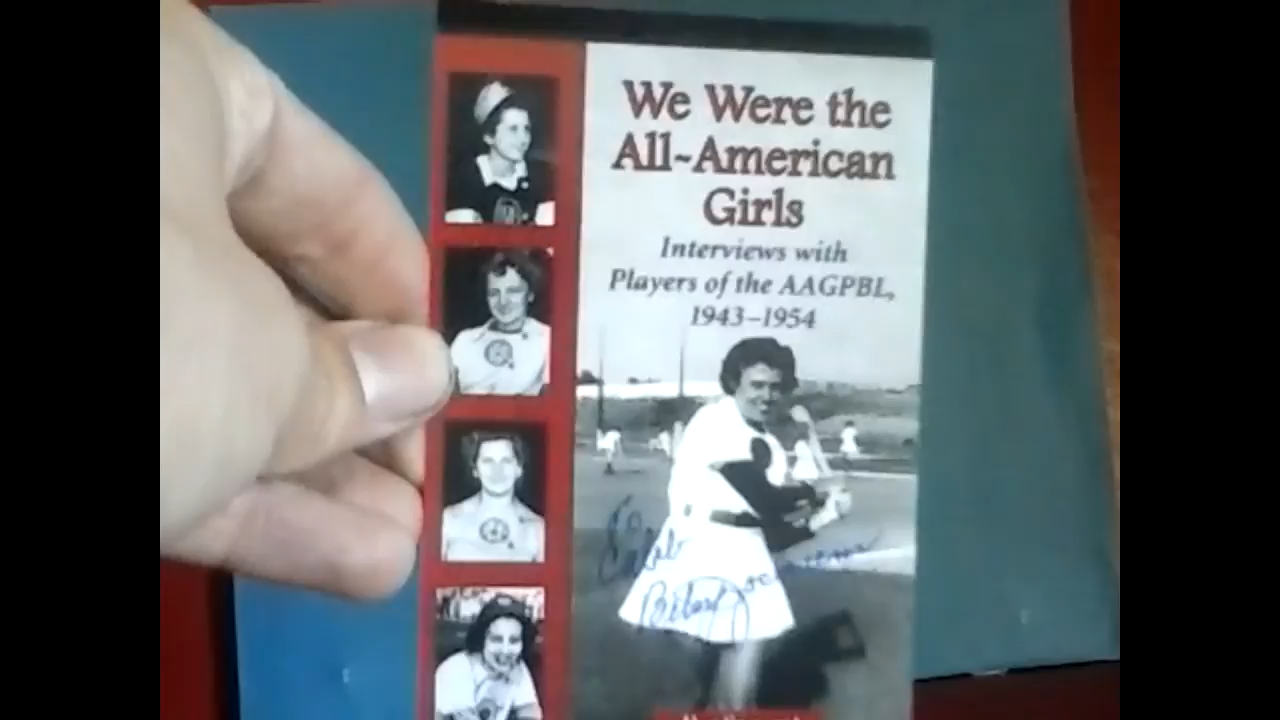 We Were the
All-American
Girls
Interviews with
Players of the AAGPBL,
1943–1954